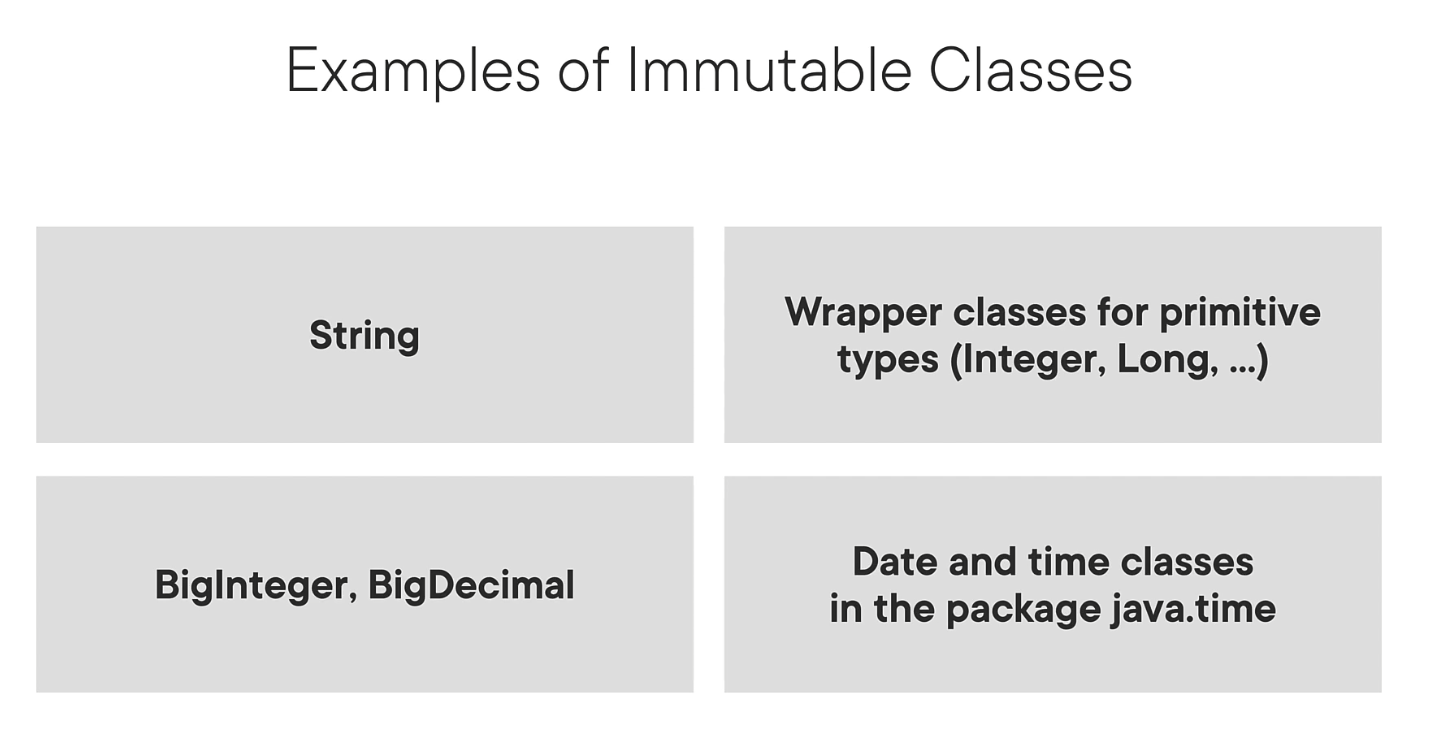 Examples of Immutable Classes
String
Wrapper classes for primitive
types (Integer, Long, ...)
BigInteger, BigDecimal
Date and time classes
in the package java.time